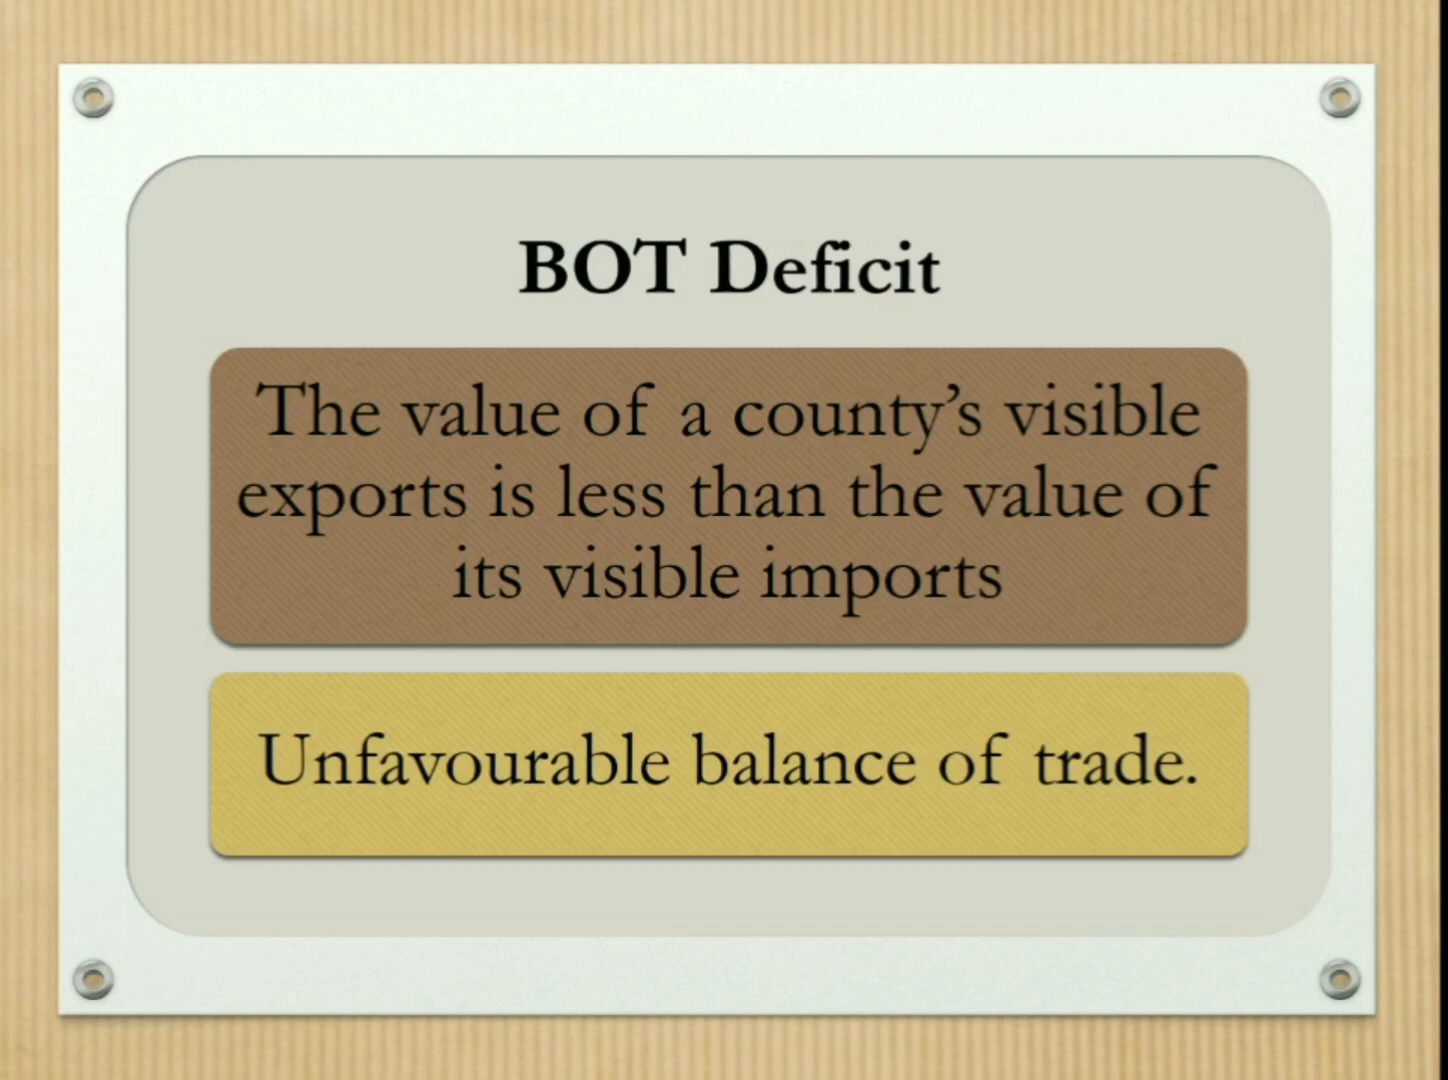 BOT Deficit
The value of a county’s visible
exports is less than the value of
its visible imports
Unfavourable balance of trade.